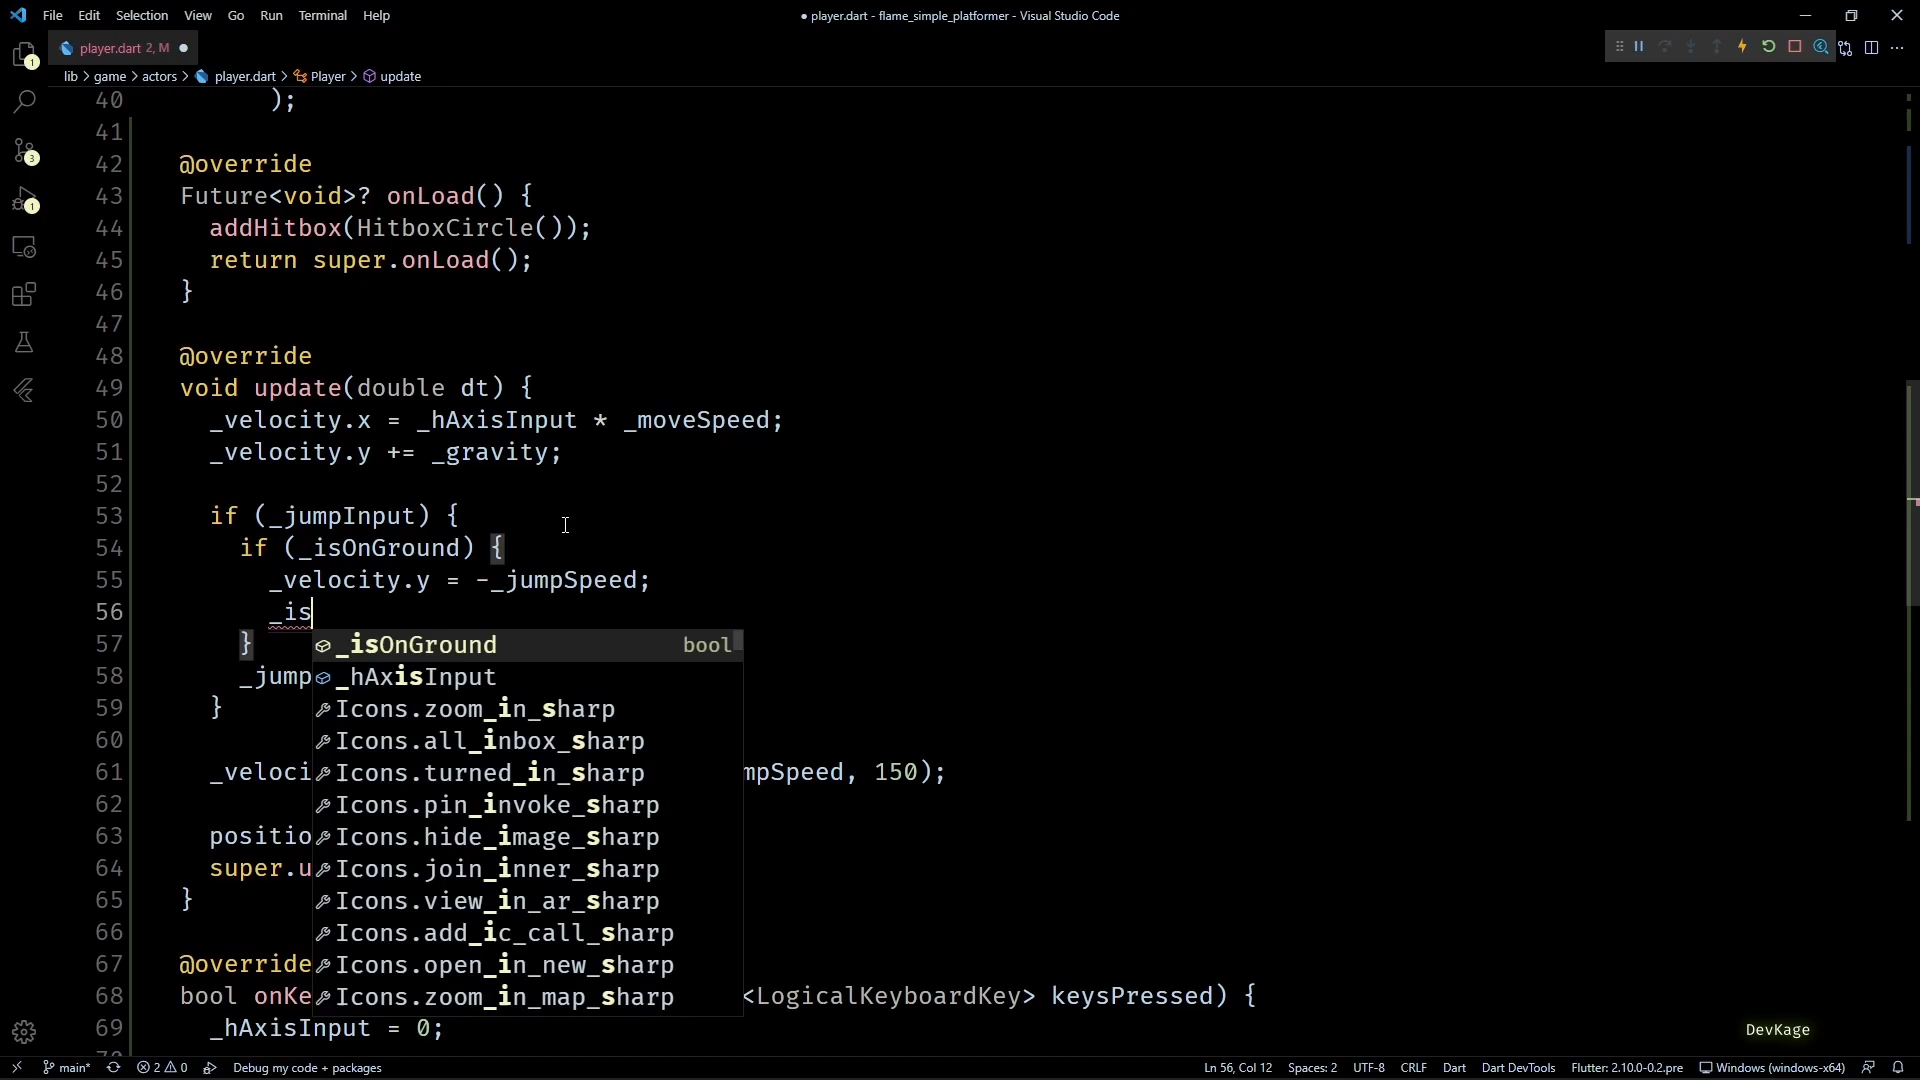 File Edit Selection View Go Run Terminal Help
● player.dart - flame_simple_platformer - Visual Studio Code
player.dart 2, M ●
lib > game > actors > player.dart > Player > update
40 );
41
42 @override
43 Future<void>? onLoad() {
44 addHitbox(HitboxCircle());
45 return super.onLoad();
46 }
47
48 @override
49 void update(double dt) {
50 _velocity.x = _hAxisInput * _moveSpeed;
51 _velocity.y += _gravity;
52
53 if (_jumpInput) {
54 if (_isOnGround) {
55 _velocity.y = -_jumpSpeed;
56 _is
57 } _isOnGround bool
58 _jump _hAxisInput
59 } Icons.zoom_in_sharp
60 Icons.all_inbox_sharp
61 _veloci Icons.turned_in_sharp mpSpeed, 150);
62 Icons.pin_invoke_sharp
63 positio Icons.hide_image_sharp
64 super.u Icons.join_inner_sharp
65 } Icons.view_in_ar_sharp
66 Icons.add_ic_call_sharp
67 @override Icons.open_in_new_sharp
68 bool onKe Icons.zoom_in_map_sharp <LogicalKeyboardKey> keysPressed) {
69 _hAxisInput = 0;
DevKage
main* 2 0 Debug my code + packages Ln 56, Col 12 Spaces: 2 UTF-8 CRLF Dart Dart DevTools Flutter: 2.10.0-0.2.pre Windows (windows-x64)